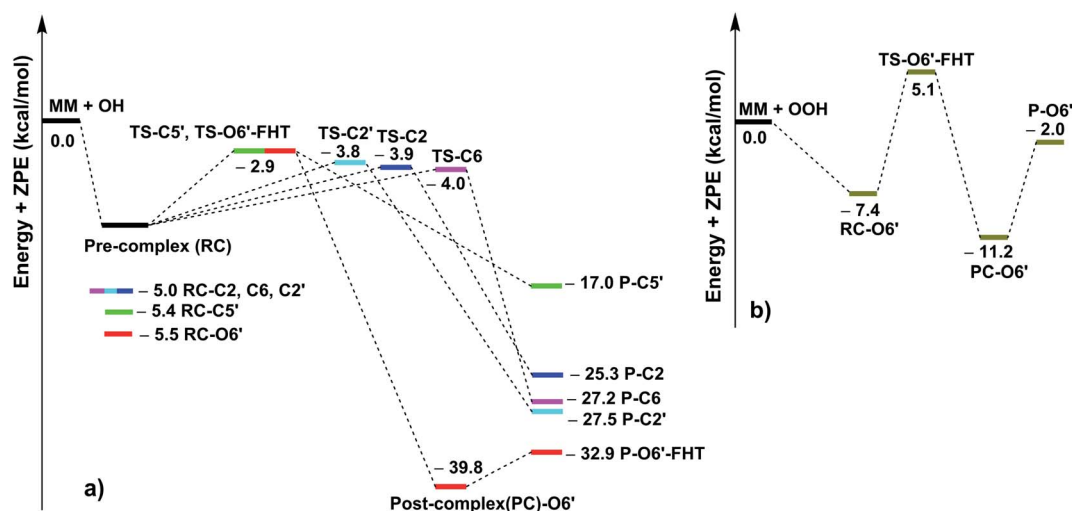 Energy + ZPE (kcal/mol)
MM + OH
0.0
TS-C5', TS-O6'-FHT
– 2.9
TS-C2'
– 3.8
TS-C2
– 3.9
TS-C6
– 4.0
Pre-complex (RC)
– 5.0 RC-C2, C6, C2'
– 5.4 RC-C5'
– 5.5 RC-O6'
– 17.0 P-C5'
– 25.3 P-C2
– 27.2 P-C6
– 27.5 P-C2'
– 32.9 P-O6'-FHT
– 39.8
Post-complex(PC)-O6'
a)
Energy + ZPE (kcal/mol)
MM + OOH
0.0
TS-O6'-FHT
5.1
P-O6'
– 2.0
– 7.4
RC-O6'
– 11.2
PC-O6'
b)